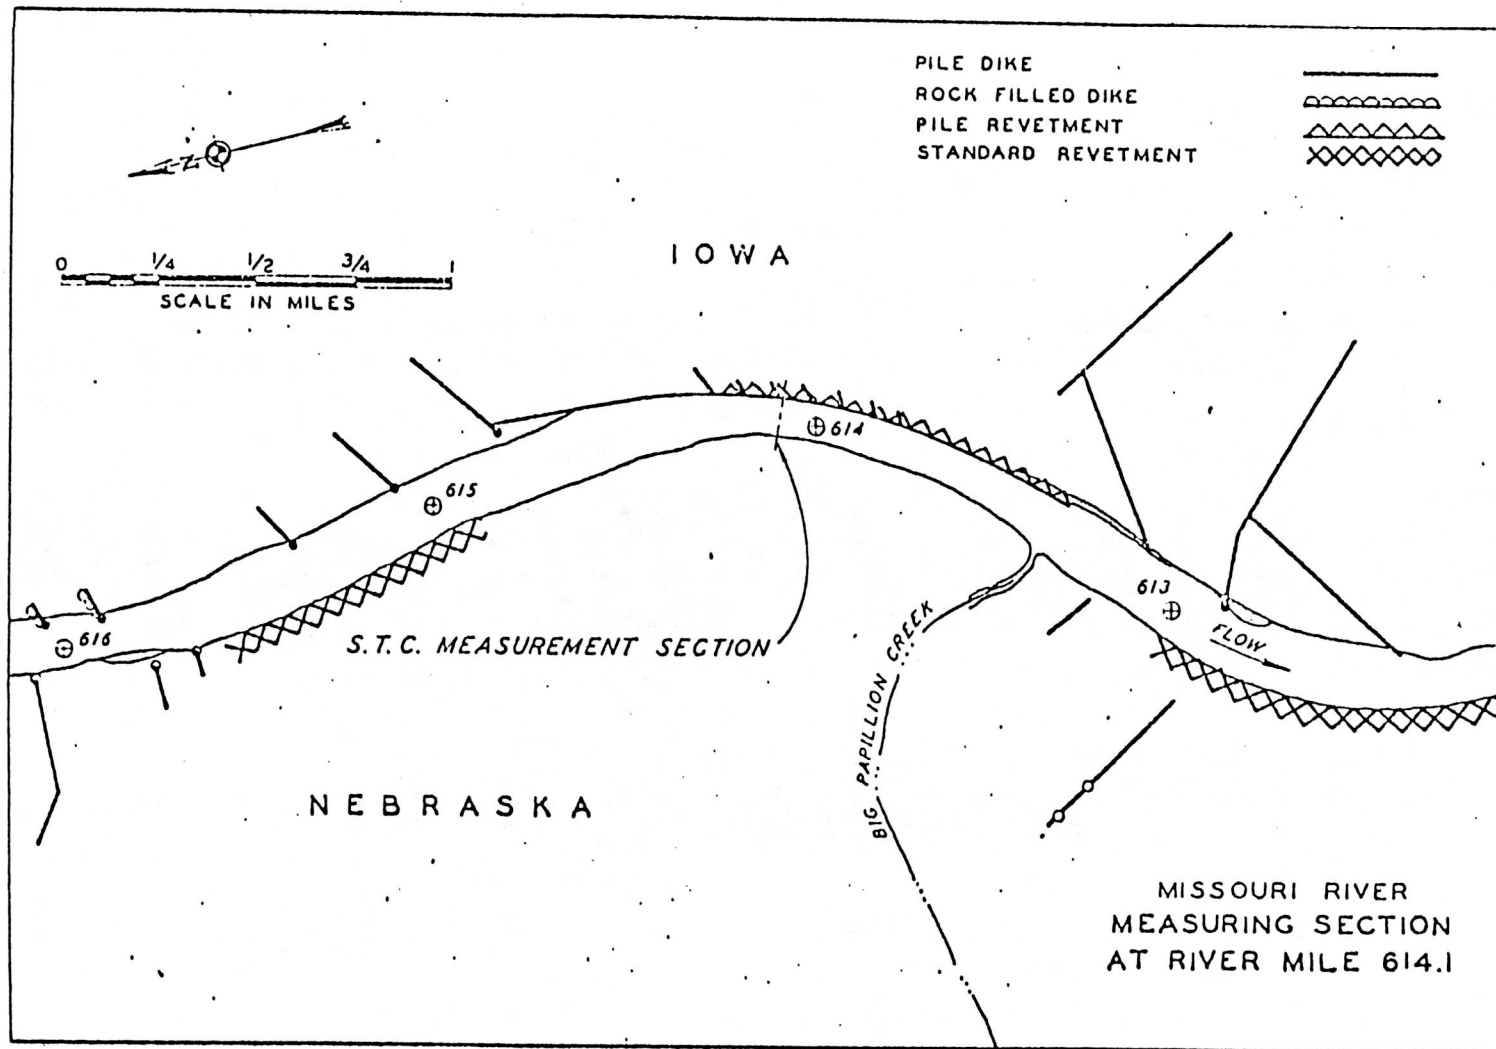 PILE DIKE
ROCK FILLED DIKE
PILE REVETMENT
STANDARD REVETMENT
N
IOWA
0 1/4 1/2 3/4 1
SCALE IN MILES
614
615
613
FLOW
616
S.T.C. MEASUREMENT SECTION
BIG PAPILLION CREEK
NEBRASKA
MISSOURI RIVER
MEASURING SECTION
AT RIVER MILE 614.1